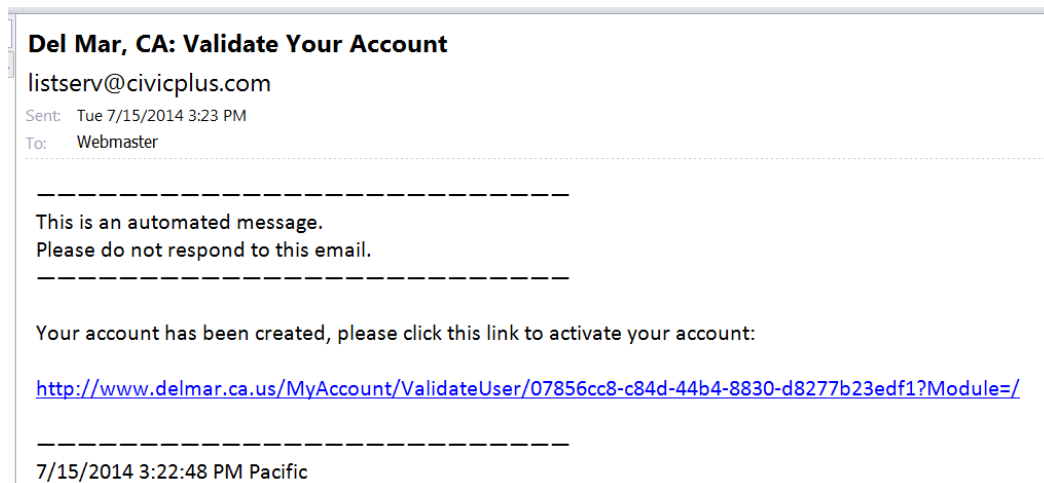 Del Mar, CA: Validate Your Account
listserv@civicplus.com
Sent: Tue 7/15/2014 3:23 PM
To: Webmaster
— — — — — — — — — — — — — — — — — — — — — — — — — —
This is an automated message.
Please do not respond to this email.
— — — — — — — — — — — — — — — — — — — — — — — — — —
Your account has been created, please click this link to activate your account:
http://www.delmar.ca.us/MyAccount/ValidateUser/07856cc8-c84d-44b4-8830-d8277b23edf1?Module=/
— — — — — — — — — — — — — — — — — — — — — — — — — —
7/15/2014 3:22:48 PM Pacific